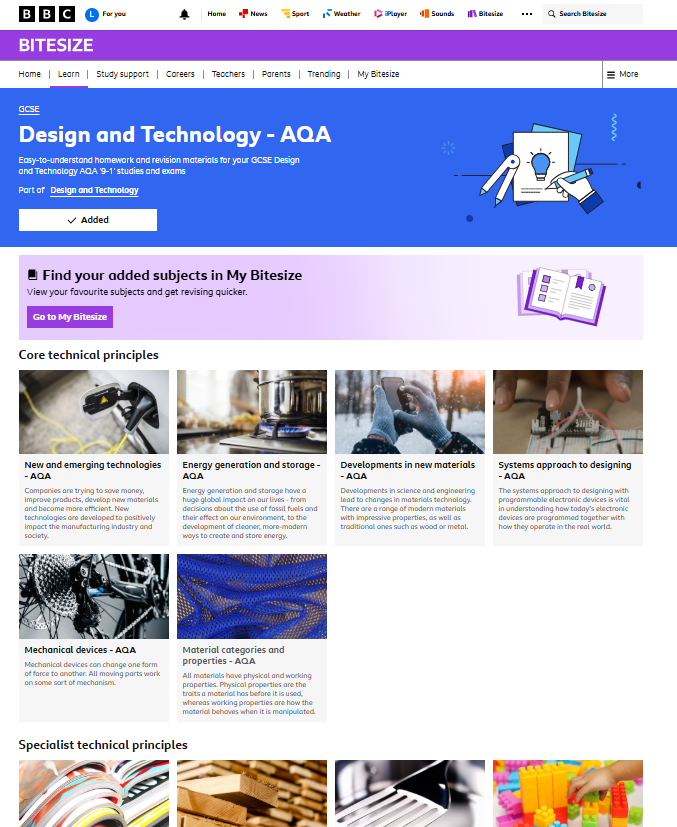 BBC
L For you
Home News Sport Weather iPlayer Sounds Bitesize Search Bitesize
BITESIZE
Home Learn Study support Careers Teachers Parents Trending My Bitesize More
GCSE
Design and Technology - AQA
Easy-to-understand homework and revision materials for your GCSE Design
and Technology AQA '9-1' studies and exams
Part of Design and Technology
Added
Find your added subjects in My Bitesize
View your favourite subjects and get revising quicker.
Go to My Bitesize
Core technical principles
New and emerging technologies
- AQA
Companies are trying to save money,
improve products, develop new materials
and become more efficient. New
technologies are developed to positively
impact the manufacturing industry and
society.
Energy generation and storage -
AQA
Energy generation and storage have a
huge global impact on our lives - from
decisions about the use of fossil fuels and
their effect on our environment, to the
development of cleaner, more-modern
ways to create and store energy.
Developments in new materials
- AQA
Developments in science and engineering
lead to changes in materials technology.
There are a range of modern materials
with impressive properties, as well as
traditional ones such as wood or metal.
Systems approach to designing
- AQA
The systems approach to designing with
programmable electronic devices is vital
in understanding how today's electronic
devices are programmed together with
how they operate in the real world.
Mechanical devices - AQA
Mechanical devices can change one form
of force to another. All moving parts work
on some sort of mechanism.
Material categories and
properties - AQA
All materials have physical and working
properties. Physical properties are the
traits a material has before it is used,
whereas working properties are how the
material behaves when it is manipulated.
Specialist technical principles